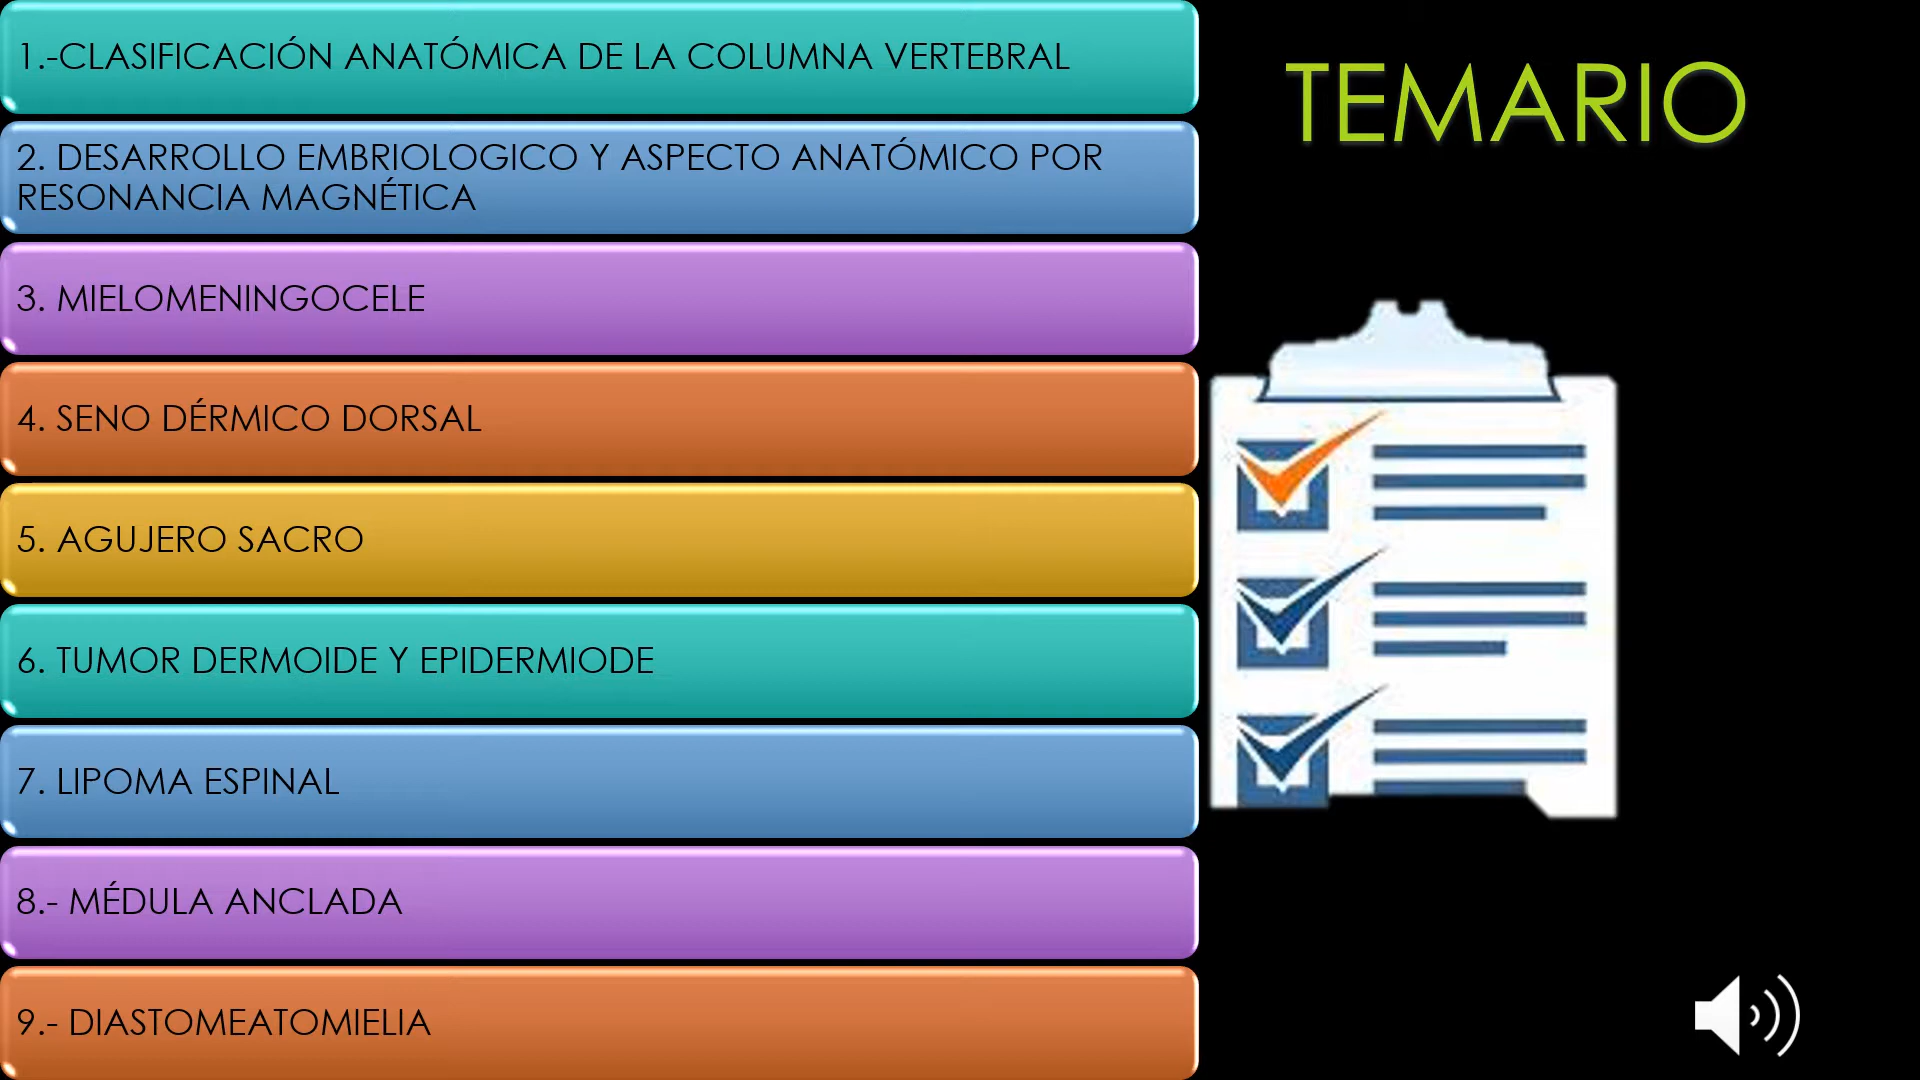 1.-CLASIFICACIÓN ANATÓMICA DE LA COLUMNA VERTEBRAL
2. DESARROLLO EMBRIOLOGICO Y ASPECTO ANATÓMICO POR
RESONANCIA MAGNÉTICA
3. MIELOMENINGOCELE
4. SENO DÉRMICO DORSAL
5. AGUJERO SACRO
6. TUMOR DERMOIDE Y EPIDERMIODE
7. LIPOMA ESPINAL
8.- MÉDULA ANCLADA
9.- DIASTOMEATOMIELIA
TEMARIO